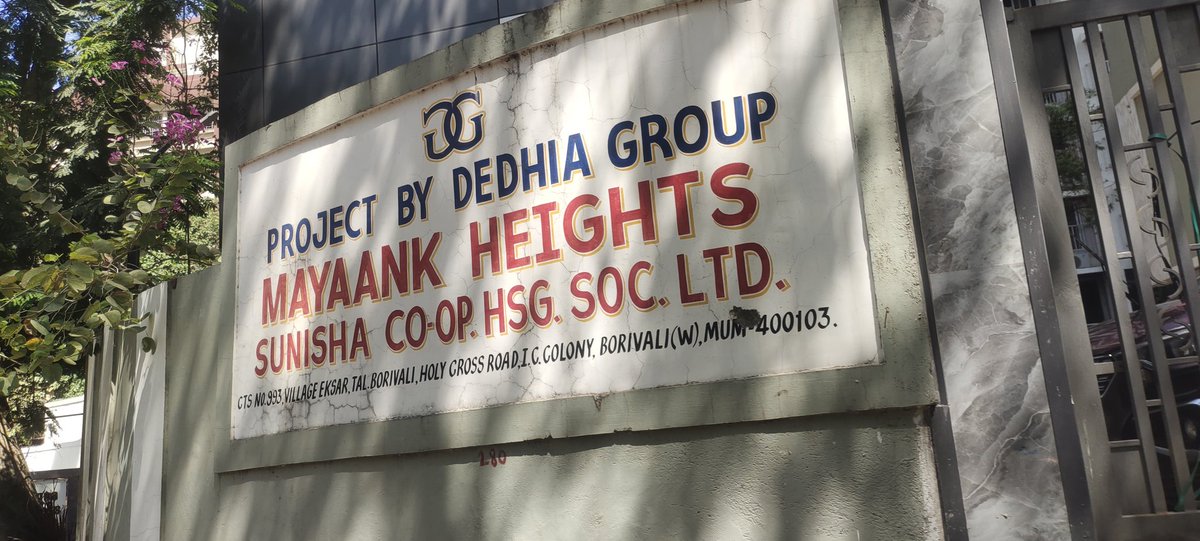 DG
PROJECT BY DEDHIA GROUP
MAYAANK HEIGHTS
SUNISHA CO-OP. HSG. SOC. LTD.
CTS NO. 993, VILLAGE EKSAR, TAL. BORIVALI, HOLY CROSS ROAD, I.C. COLONY, BORIVALI (W), MUM-400103.
280